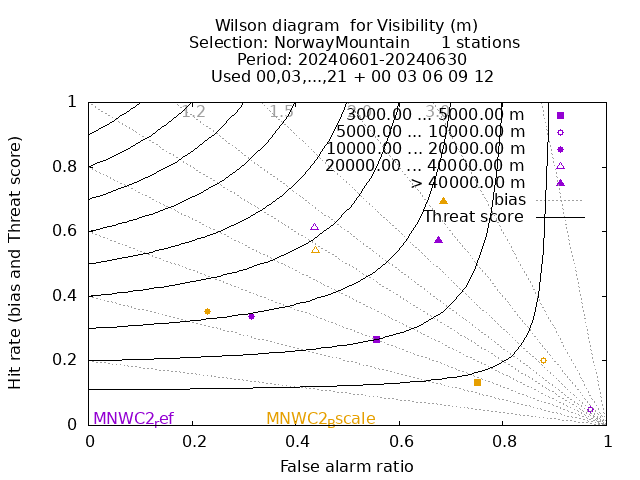 Wilson diagram for Visibility (m)
Selection: NorwayMountain 1 stations
Period: 20240601-20240630
Used 00,03,...,21 + 00 03 06 09 12
1 1.2 1.5 3000.00 ... 5000.00 m
5000.00 ... 10000.00 m
10000.00 ... 20000.00 m
0.8 20000.00 ... 40000.00 m
> 40000.00 m
bias
Threat score
0.6
0.4
0.2
0
Hit rate (bias and Threat score)
MNWC2_ref MNWC2_Bscale
0 0.2 0.4 0.6 0.8 1
False alarm ratio